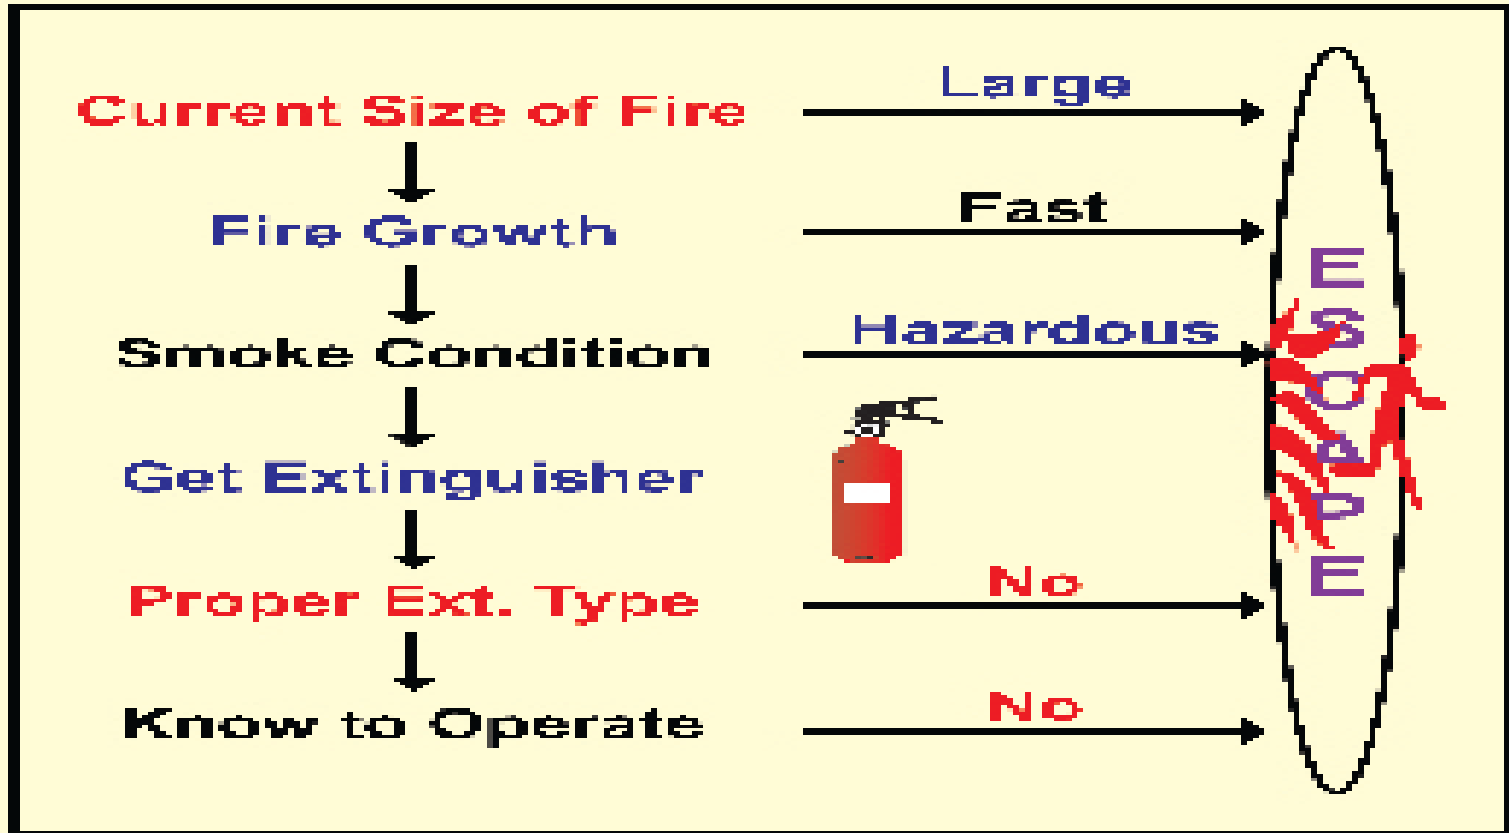 Current Size of Fire
Large
Fire Growth
Fast
Smoke Condition
Hazardous
Get Extinguisher
Proper Ext. Type
No
Know to Operate
No
ESCAPE